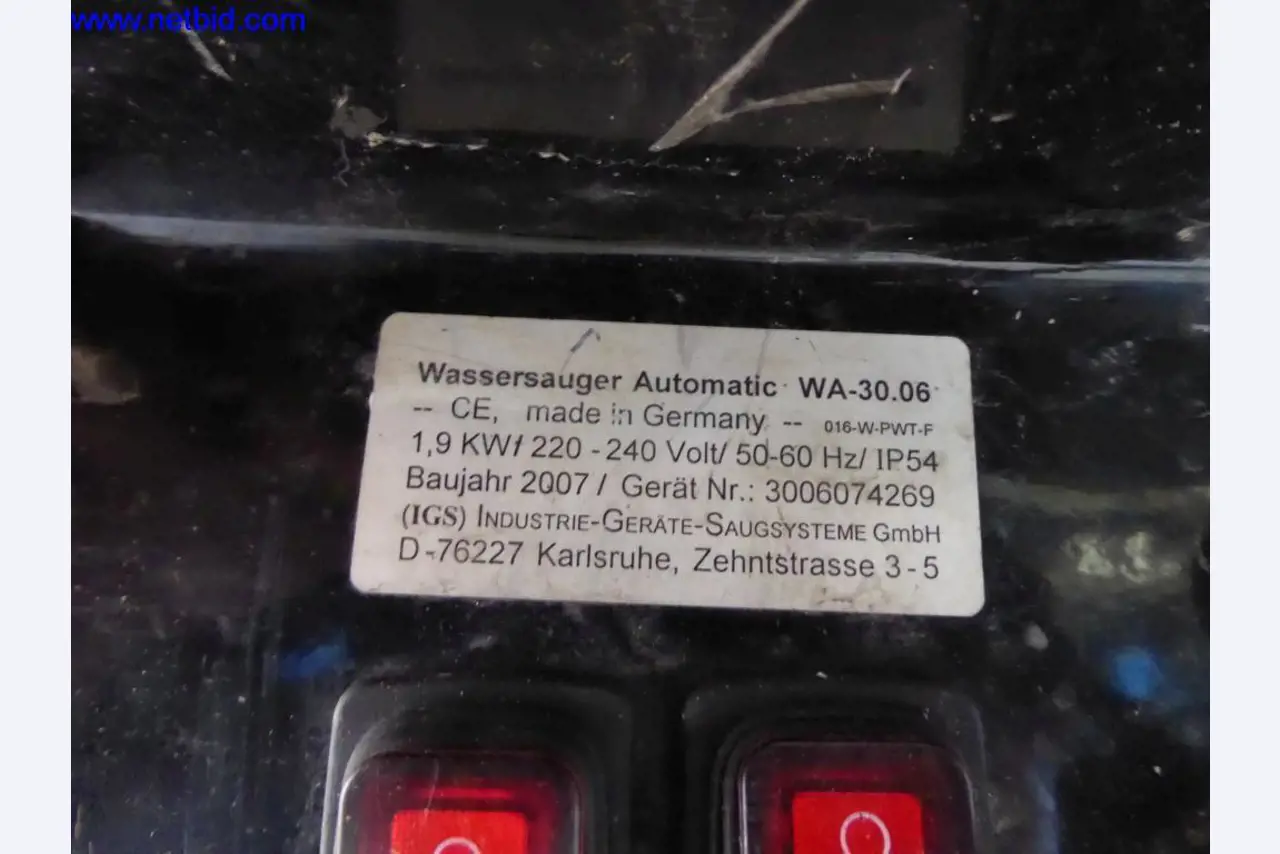 www.netbid.com
Wassersauger Automatic WA-30.06
-- CE, made in Germany -- 016-W-PWT-F
1,9 KW/ 220 - 240 Volt/ 50-60 Hz/ IP54
Baujahr 2007 / Gerät Nr.: 3006074269
(IGS) INDUSTRIE-GERÄTE-SAUGSYSTEME GmbH
D-76227 Karlsruhe, Zehntstrasse 3 - 5